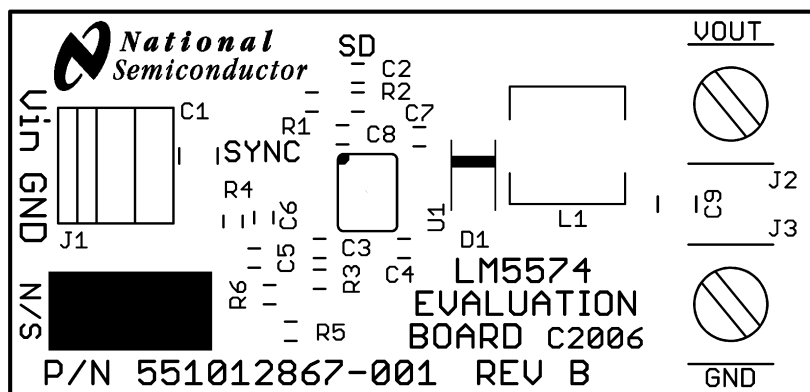 National
Semiconductor
SD
VOUT
C2
R2
C7
C1
R1
C8
SYNC
Vin GND
R4
C6
U1
L1
C9
J2
J3
J1
D1
C5
C3
C4
R3
R6
R5
N/S
LM5574
EVALUATION
BOARD C2006
P/N 551012867-001 REV B
GND